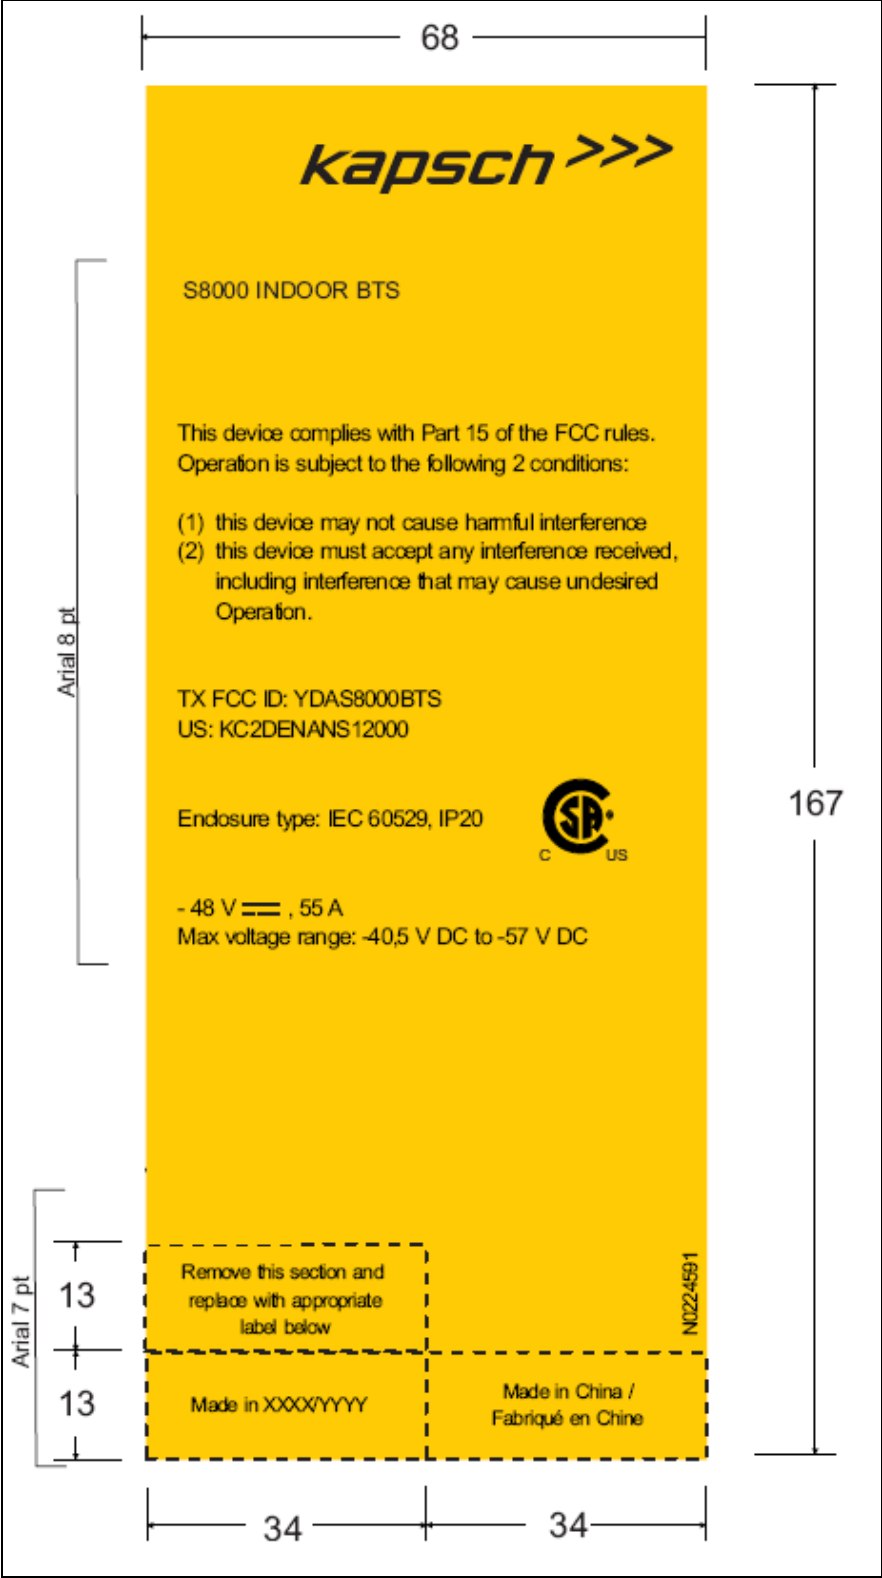 68
kapsch >>>
S8000 INDOOR BTS
This device complies with Part 15 of the FCC rules.
Operation is subject to the following 2 conditions:
(1) this device may not cause harmful interference
(2) this device must accept any interference received,
including interference that may cause undesired
Operation.
Arial 8 pt
TX FCC ID: YDAS8000BTS
US: KC2DENANS12000
167
Enclosure type: IEC 60529, IP20
CSA
C US
- 48 V ⎓ , 55 A
Max voltage range: -40,5 V DC to -57 V DC
Arial 7 pt
13
Remove this section and
replace with appropriate
label below
N0224591
13
Made in XXXX/YYYY
Made in China /
Fabriqué en Chine
34
34